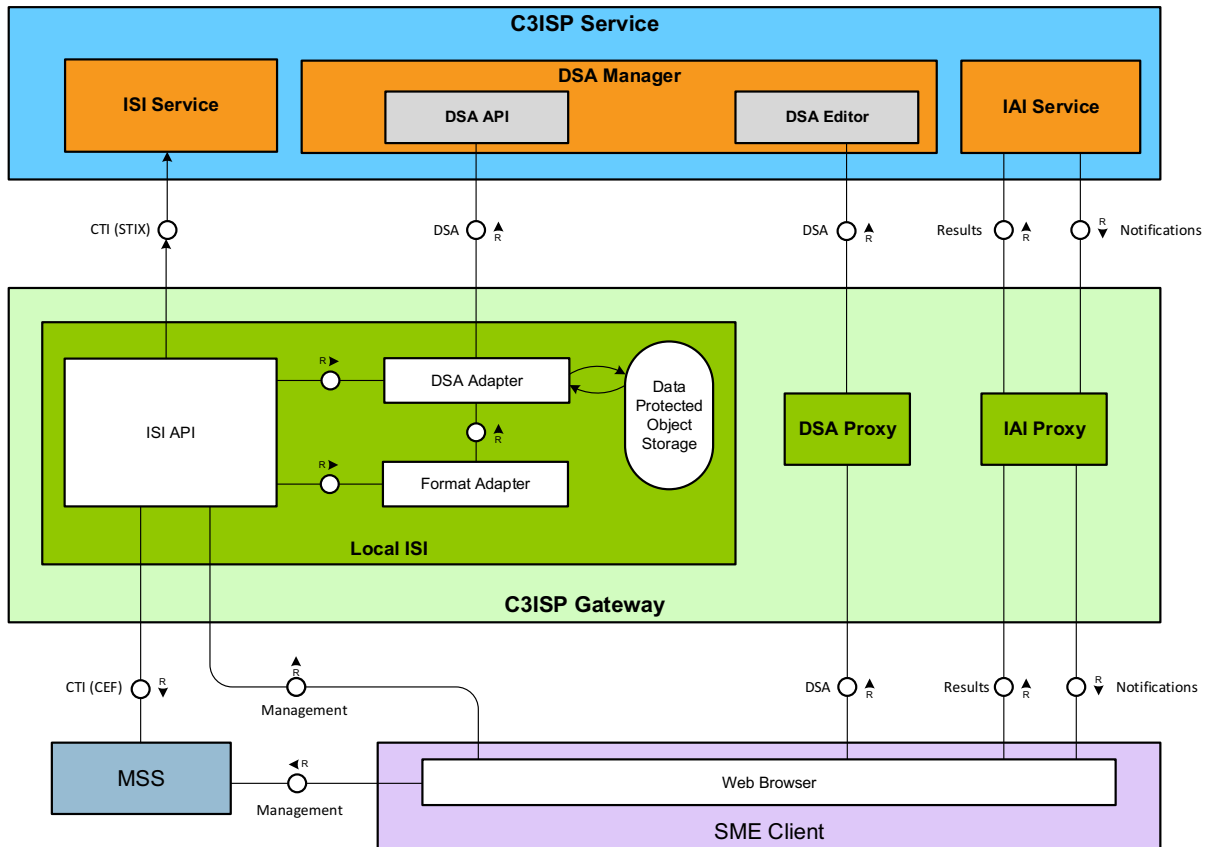 C3ISP Service
ISI Service
DSA Manager
DSA API
DSA Editor
IAI Service
CTI (STIX)
DSA
R
DSA
R
Results
R
R
Notifications
ISI API
R
DSA Adapter
R
R
Format Adapter
Data
Protected
Object
Storage
Local ISI
DSA Proxy
IAI Proxy
C3ISP Gateway
CTI (CEF)
R
R
Management
DSA
R
Results
R
R
Notifications
MSS
R
Management
Web Browser
SME Client